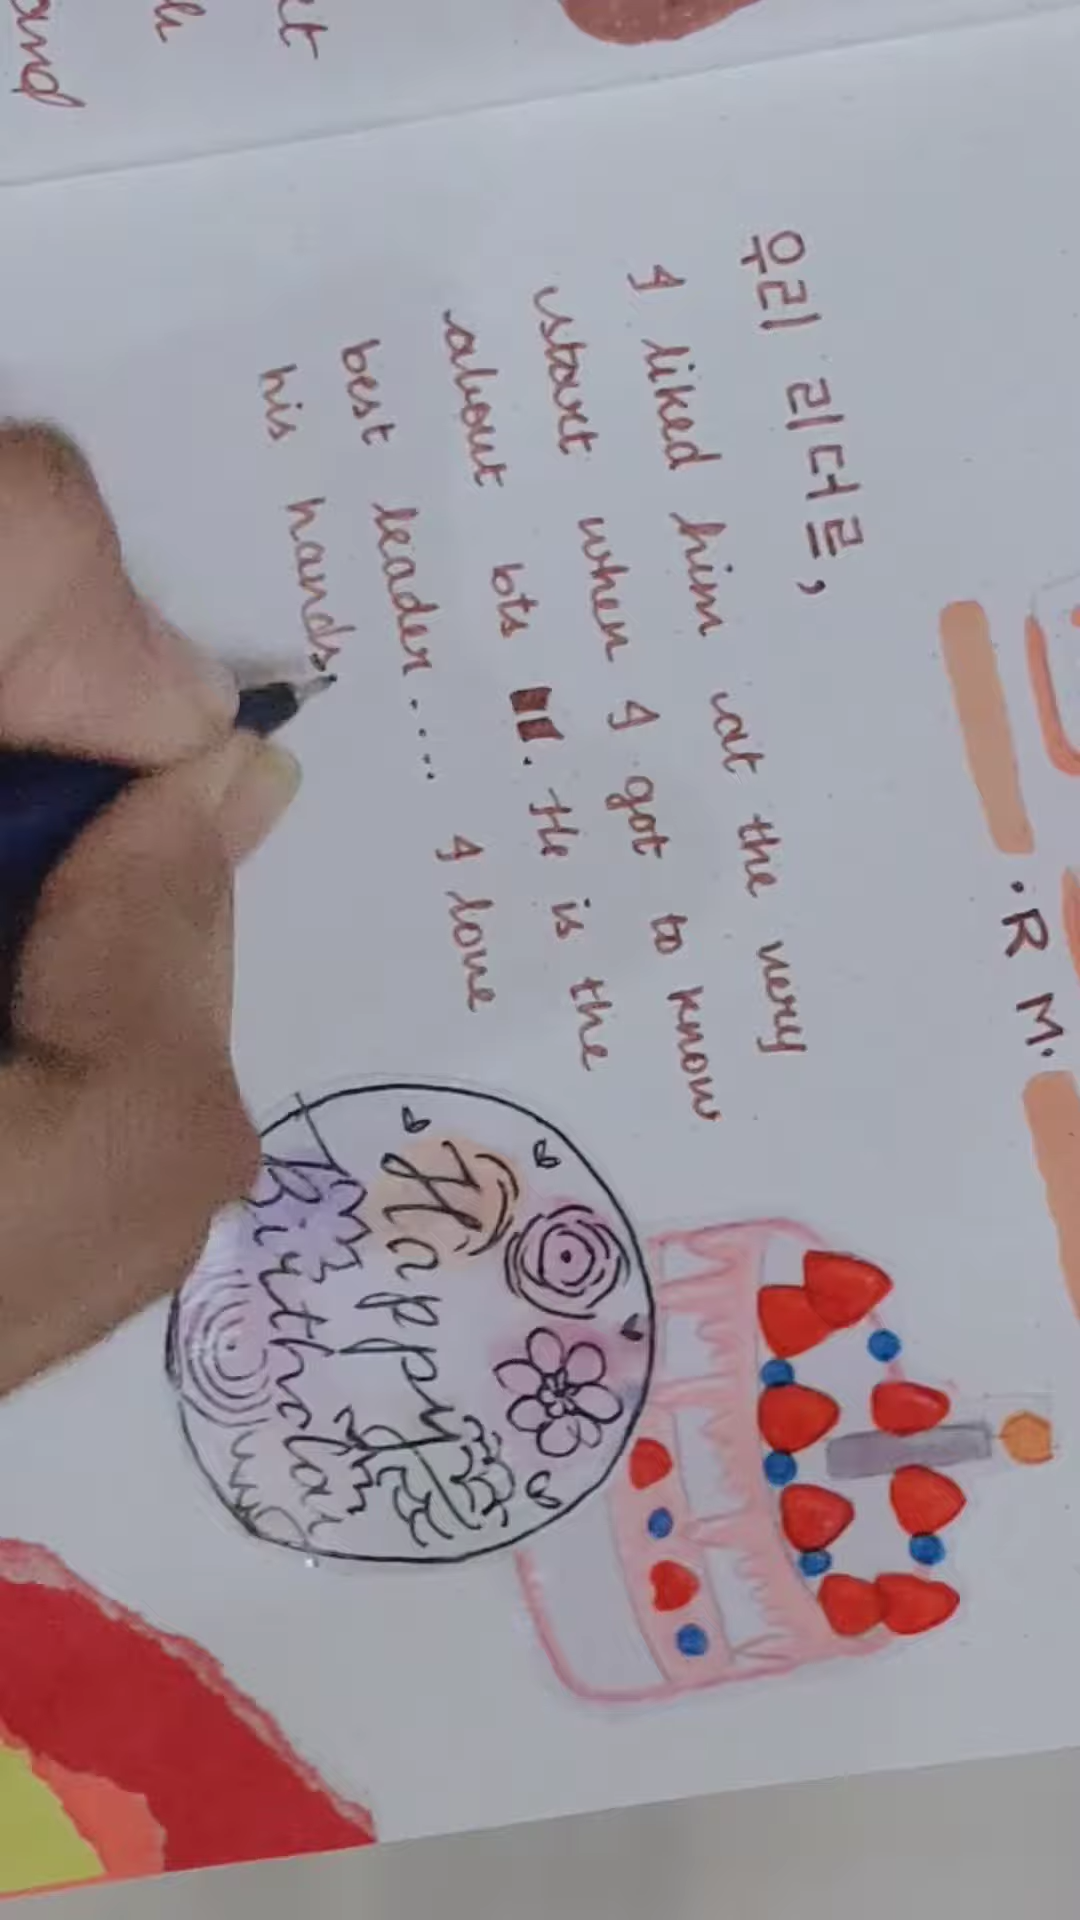 . R M.
우리 리더 른,
I liked him at the very
start when I got to know
about bts . He is the
best leader.... I love
his hands
Happy
Birthday